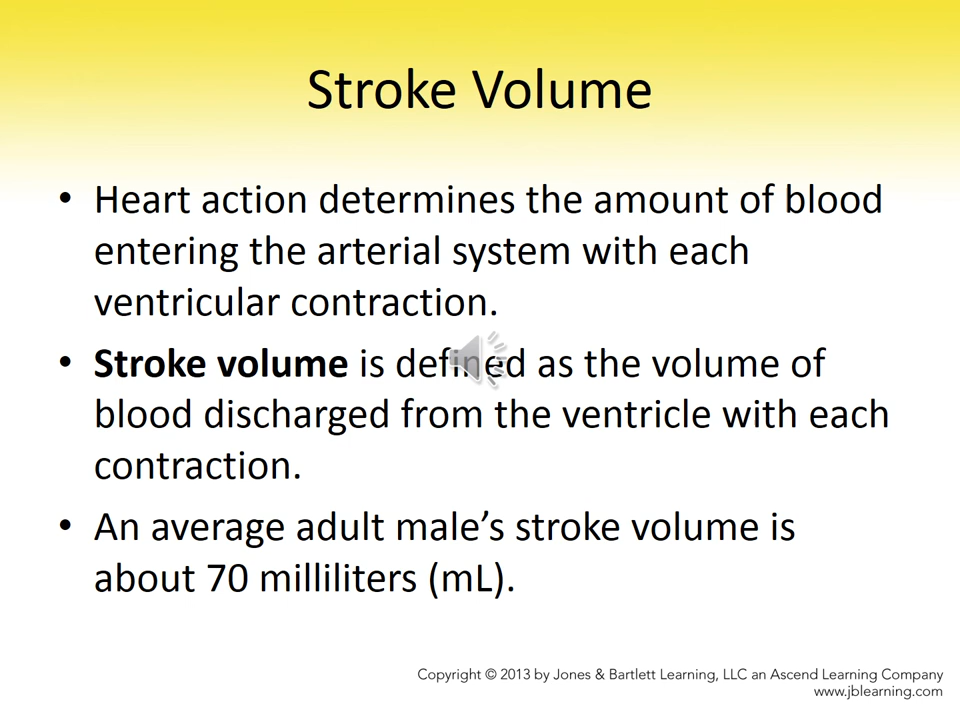 Stroke Volume
• Heart action determines the amount of blood
entering the arterial system with each
ventricular contraction.
• Stroke volume is defined as the volume of
blood discharged from the ventricle with each
contraction.
• An average adult male’s stroke volume is
about 70 milliliters (mL).
Copyright © 2013 by Jones & Bartlett Learning, LLC an Ascend Learning Company
www.jblearning.com